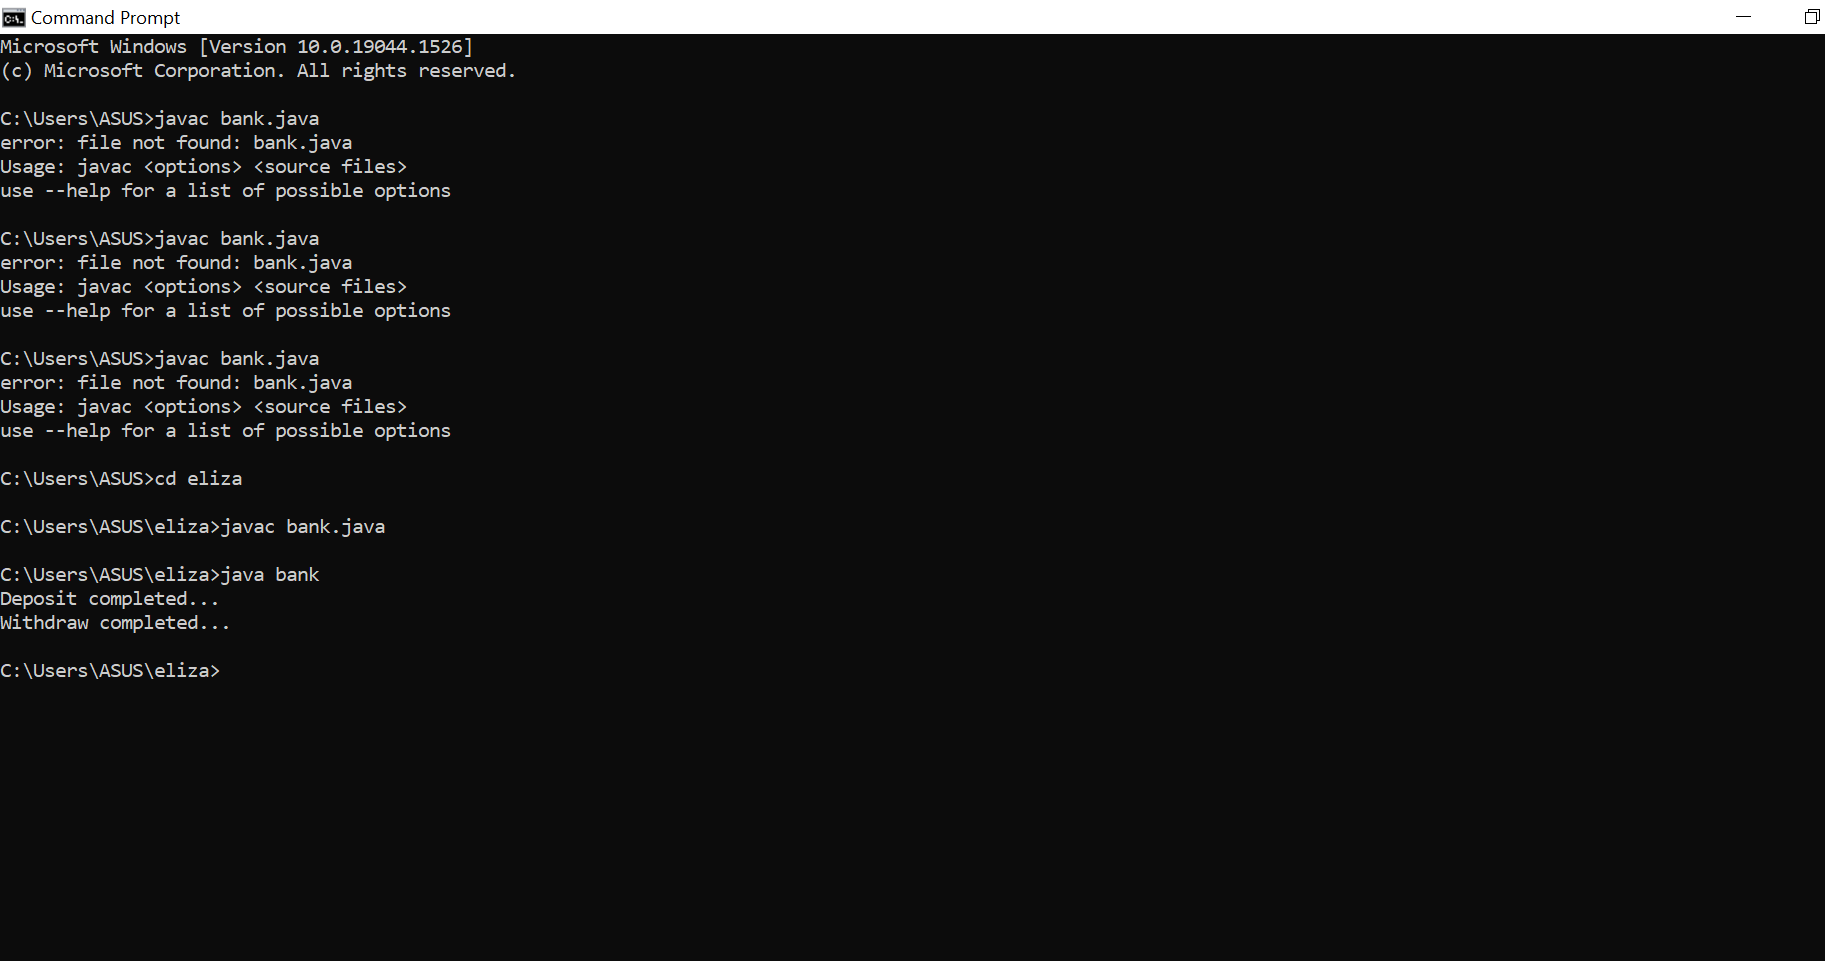 Command Prompt
Microsoft Windows [Version 10.0.19044.1526]
(c) Microsoft Corporation. All rights reserved.
C:\Users\ASUS>javac bank.java
error: file not found: bank.java
Usage: javac <options> <source files>
use --help for a list of possible options
C:\Users\ASUS>javac bank.java
error: file not found: bank.java
Usage: javac <options> <source files>
use --help for a list of possible options
C:\Users\ASUS>javac bank.java
error: file not found: bank.java
Usage: javac <options> <source files>
use --help for a list of possible options
C:\Users\ASUS>cd eliza
C:\Users\ASUS\eliza>javac bank.java
C:\Users\ASUS\eliza>java bank
Deposit completed...
Withdraw completed...
C:\Users\ASUS\eliza>